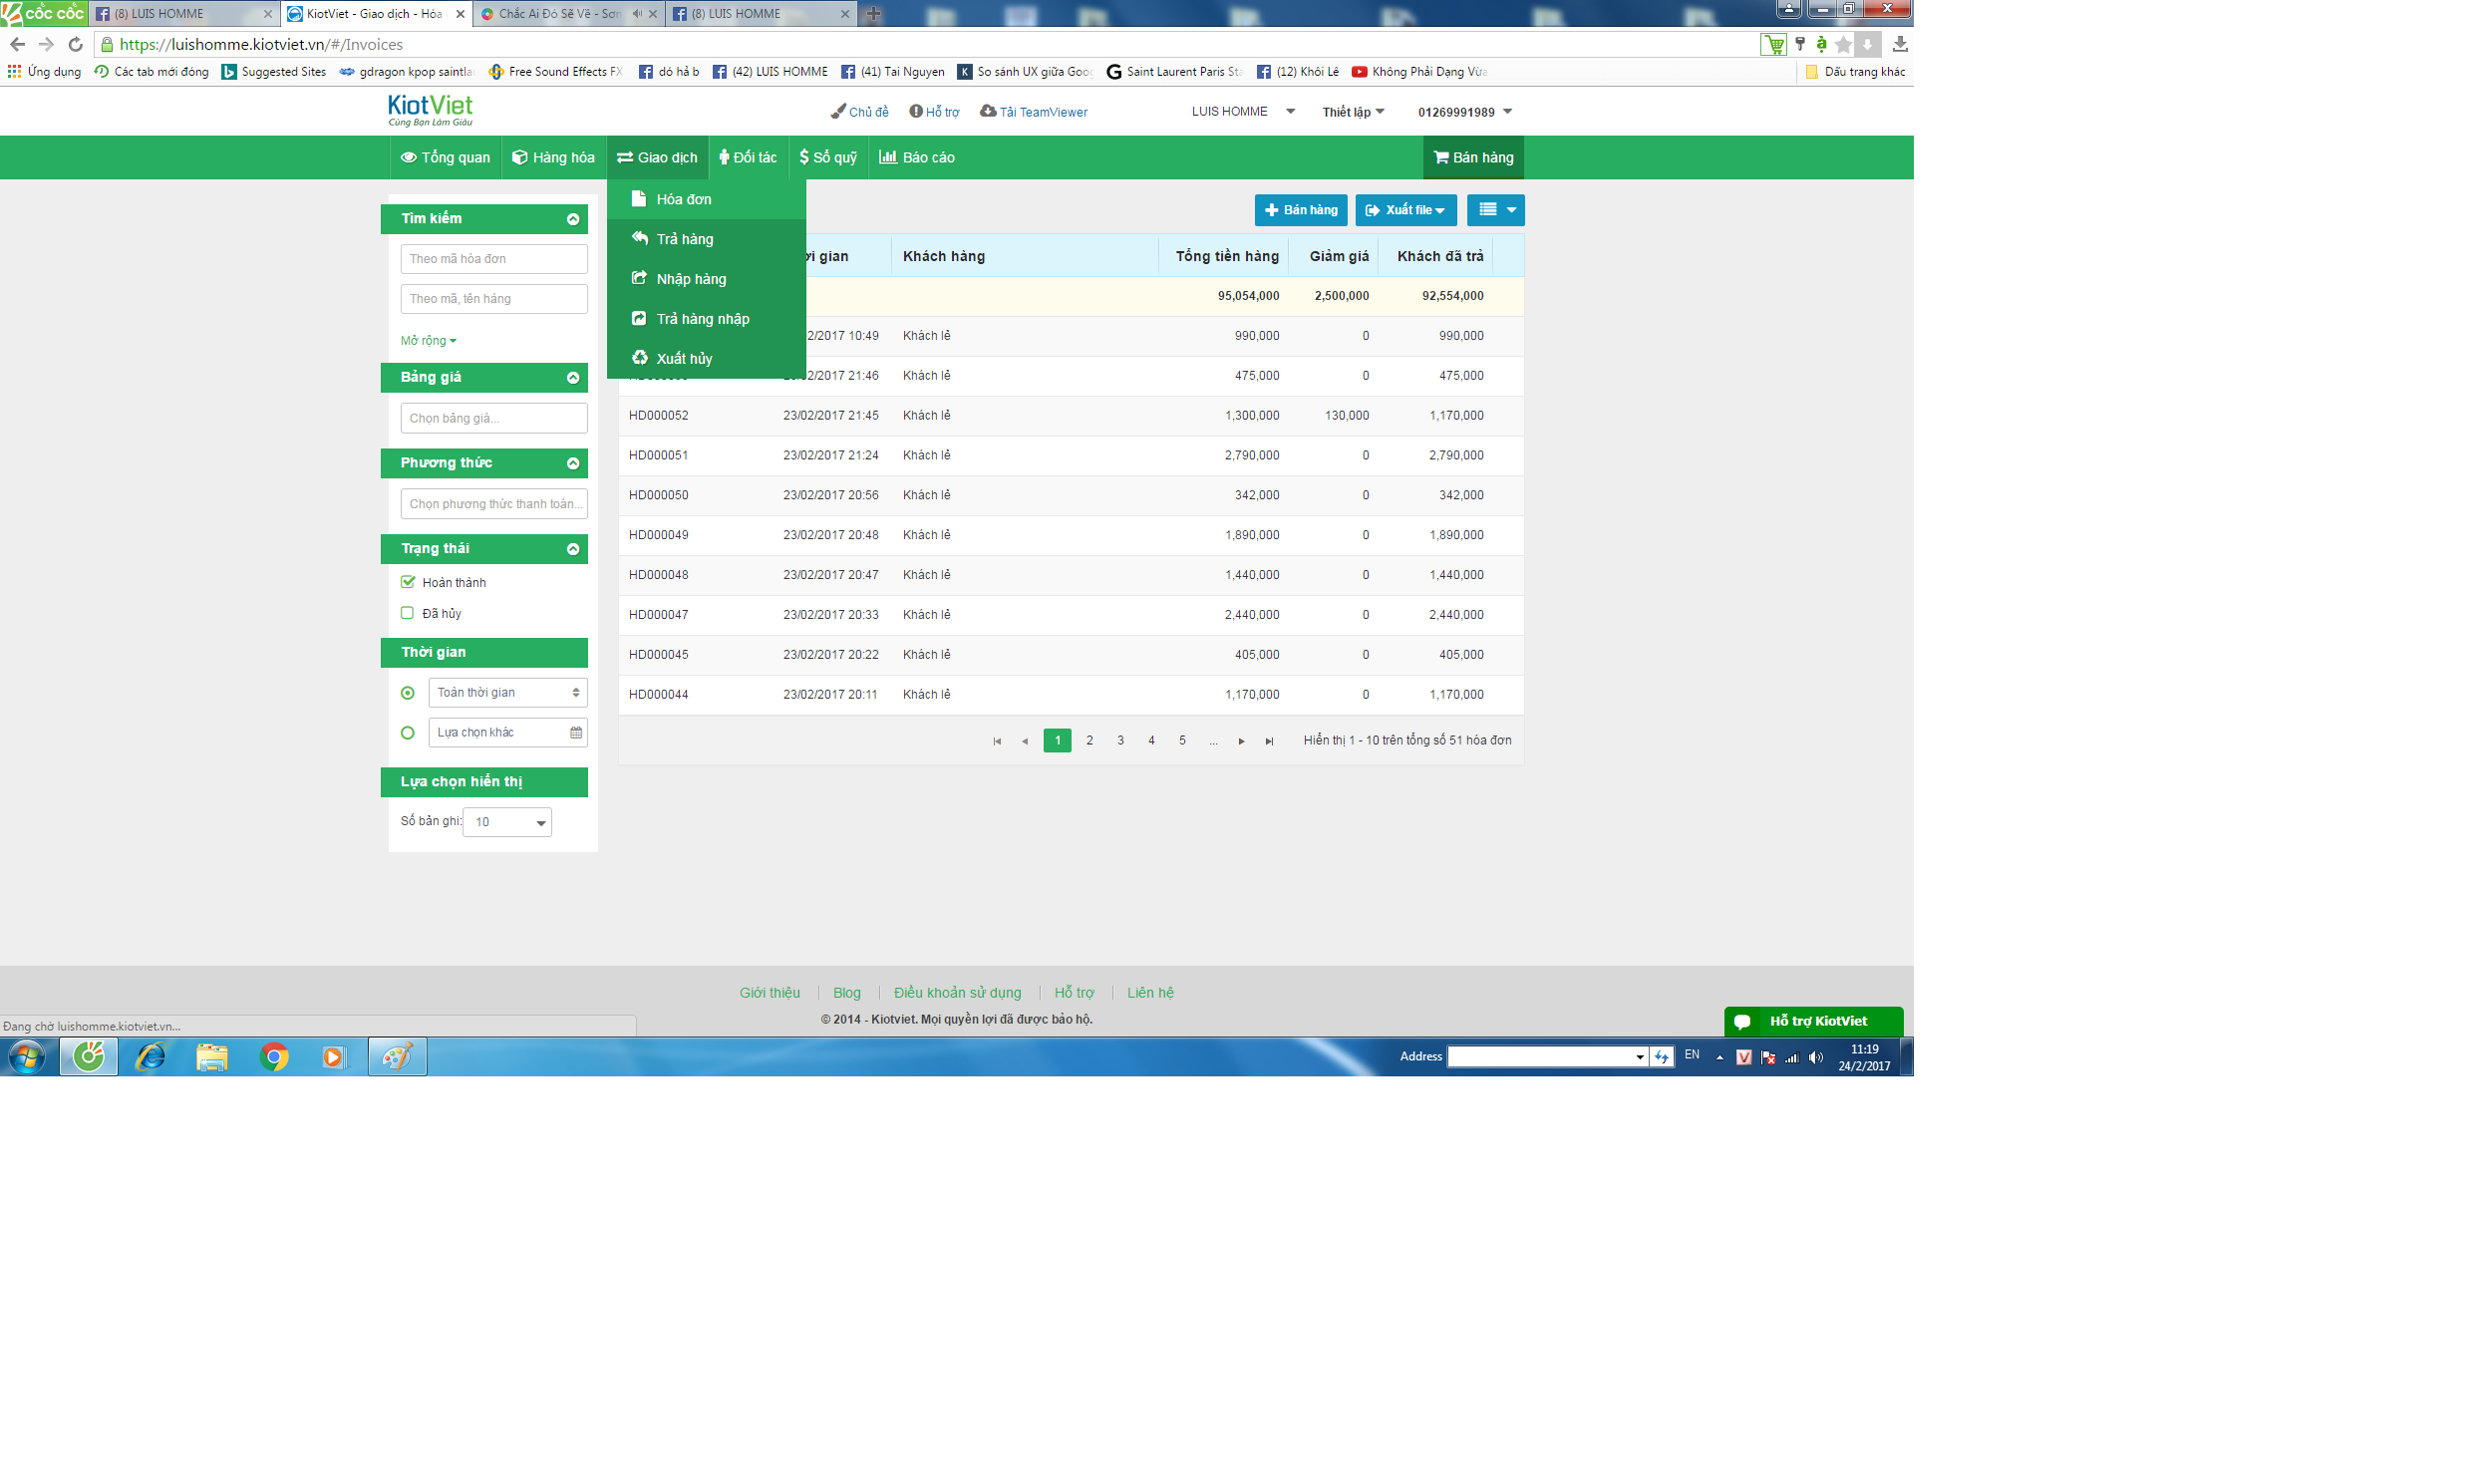 cốc cốc (8) LUIS HOMME KiotViet - Giao dịch - Hóa Chắc Ai Đó Sẽ Về - Sơn (8) LUIS HOMME
https://luishomme.kiotviet.vn/#/Invoices
Ứng dụng Các tab mới đóng Suggested Sites gdragon kpop saintla Free Sound Effects FX dó hả b (42) LUIS HOMME (41) Tai Nguyen So sánh UX giữa Goog Saint Laurent Paris Sta (12) Khôi Lê Không Phải Dạng Vừa Dấu trang khác
KiotViet
Cùng Bạn Làm Giàu
Chủ đề Hỗ trợ Tải TeamViewer LUIS HOMME Thiết lập 01269991989
Tổng quan Hàng hóa Giao dịch Đối tác Sổ quỹ Báo cáo Bán hàng
Hóa đơn
Trả hàng
Nhập hàng
Trả hàng nhập
Xuất hủy
Tìm kiếm
Theo mã hóa đơn
Theo mã, tên hàng
Mở rộng
Bảng giá
Chọn bảng giá...
Phương thức
Chọn phương thức thanh toán...
Trạng thái
Hoàn thành
Đã hủy
Thời gian
Toàn thời gian
Lựa chọn khác
Lựa chọn hiển thị
Số bản ghi: 10
Bán hàng Xuất file
gian Khách hàng Tổng tiền hàng Giảm giá Khách đã trả
95,054,000 2,500,000 92,554,000
2/2017 10:49 Khách lẻ 990,000 0 990,000
2/2017 21:46 Khách lẻ 475,000 0 475,000
HD000052 23/02/2017 21:45 Khách lẻ 1,300,000 130,000 1,170,000
HD000051 23/02/2017 21:24 Khách lẻ 2,790,000 0 2,790,000
HD000050 23/02/2017 20:56 Khách lẻ 342,000 0 342,000
HD000049 23/02/2017 20:48 Khách lẻ 1,890,000 0 1,890,000
HD000048 23/02/2017 20:47 Khách lẻ 1,440,000 0 1,440,000
HD000047 23/02/2017 20:33 Khách lẻ 2,440,000 0 2,440,000
HD000045 23/02/2017 20:22 Khách lẻ 405,000 0 405,000
HD000044 23/02/2017 20:11 Khách lẻ 1,170,000 0 1,170,000
1 2 3 4 5 ... Hiển thị 1 - 10 trên tổng số 51 hóa đơn
Giới thiệu Blog Điều khoản sử dụng Hỗ trợ Liên hệ
© 2014 - Kiotviet. Mọi quyền lợi đã được bảo hộ.
Hỗ trợ KiotViet
Đang chờ luishomme.kiotviet.vn...
Address EN 11:19
24/2/2017